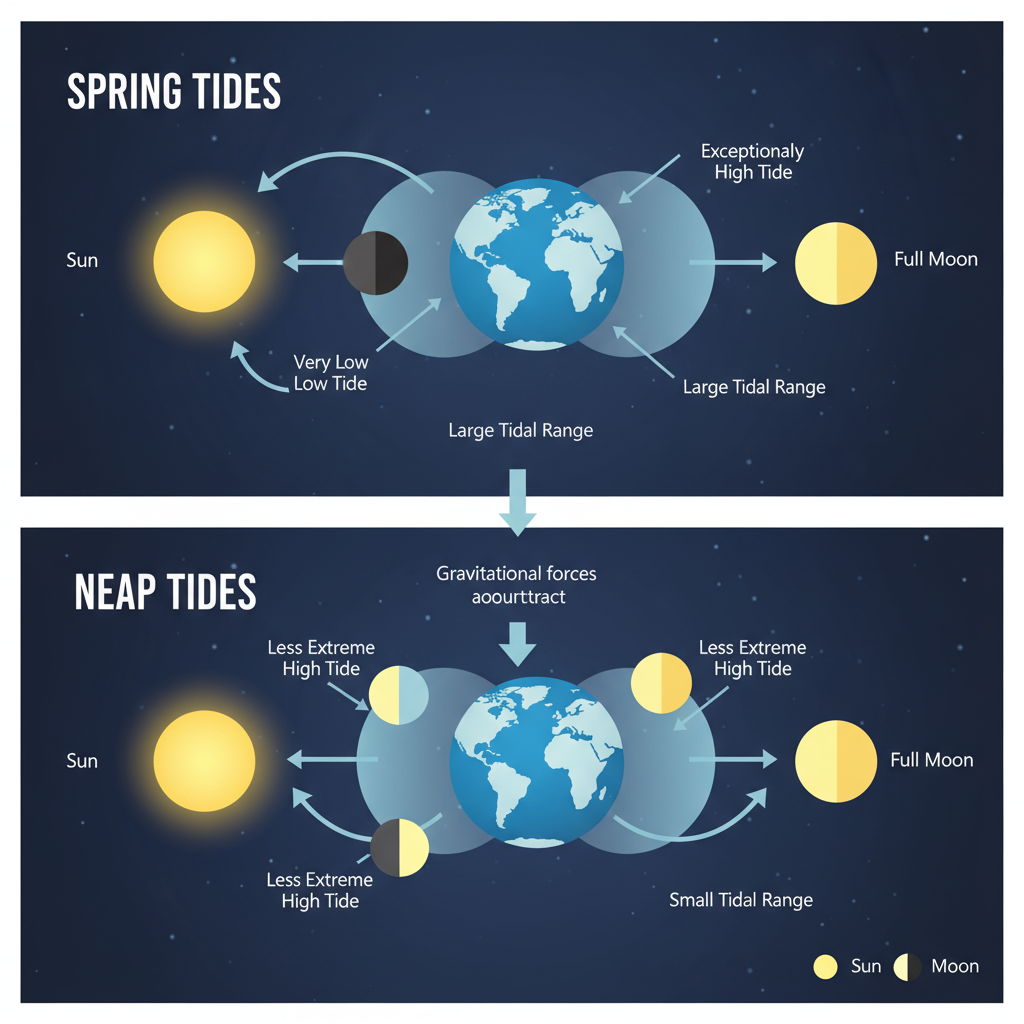 SPRING TIDES
Exceptionaly
High Tide
Sun
Full Moon
Very Low
Low Tide
Large Tidal Range
Large Tidal Range
NEAP TIDES
Gravitational forces
aoourttract
Less Extreme
High Tide
Less Extreme
High Tide
Sun
Full Moon
Less Extreme
High Tide
Small Tidal Range
Sun
Moon